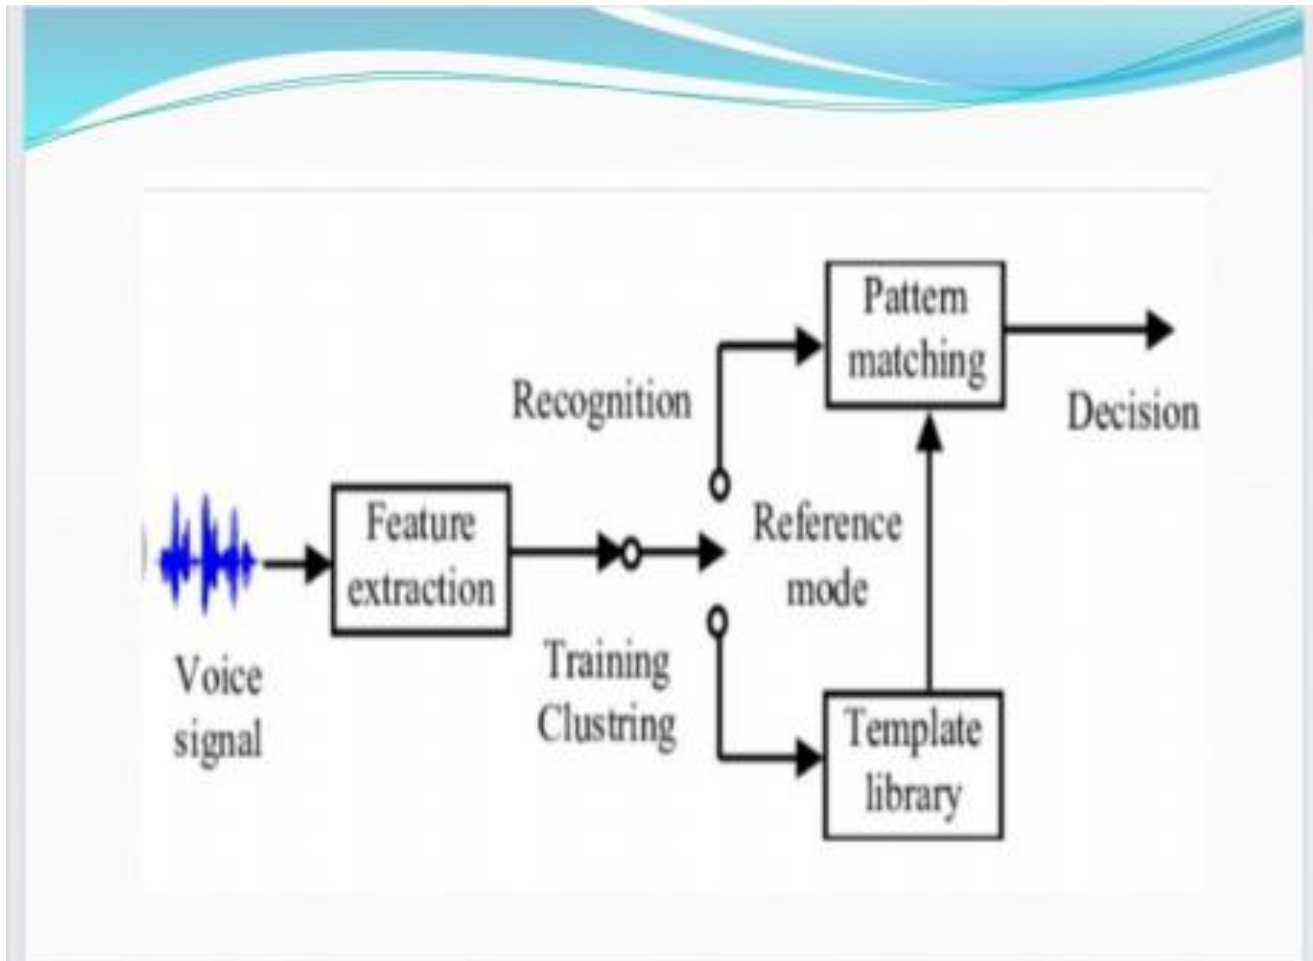 Pattern
matching
Decision
Recognition
Reference
mode
Feature
extraction
Voice
signal
Training
Clustring
Template
library